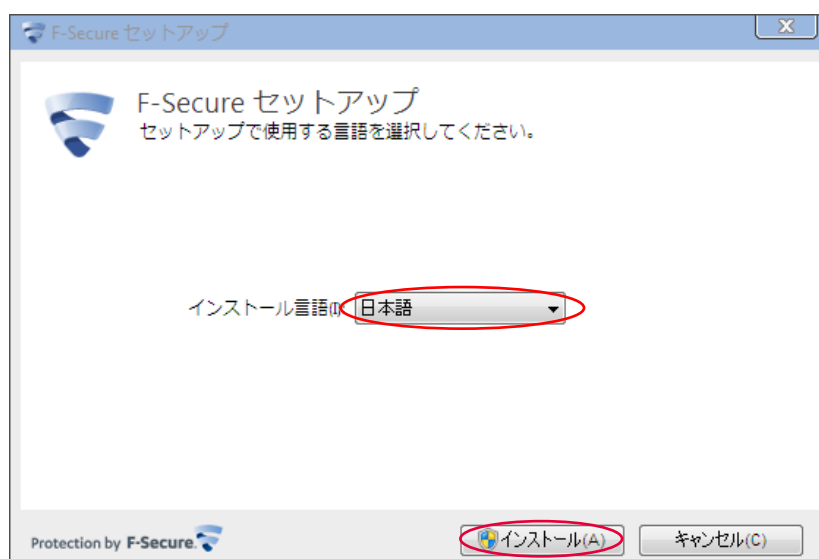 F-Secure セットアップ
F-Secure セットアップ
セットアップで使用する言語を選択してください。
インストール言語(I) 日本語
Protection by F-Secure. インストール(A) キャンセル(C)